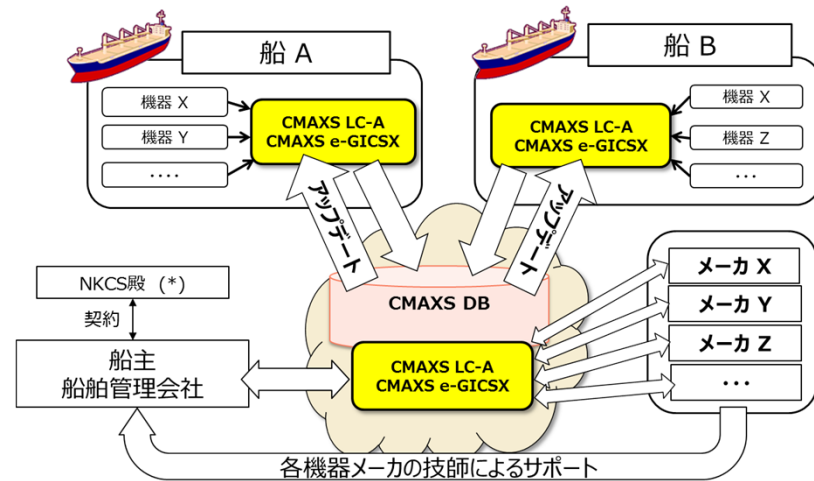 船 A
船 B
機器 X
機器 Y
‥‥
CMAXS LC-A
CMAXS e-GICSX
CMAXS LC-A
CMAXS e-GICSX
機器 X
機器 Z
…
アップデート
アップデート
CMAXS DB
CMAXS LC-A
CMAXS e-GICSX
NKCS殿 (*)
契約
船主
船舶管理会社
メーカ X
メーカ Y
メーカ Z
…
各機器メーカの技師によるサポート